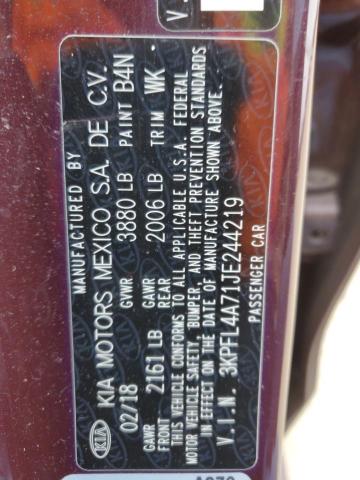 MANUFACTURED BY
KIA KIA MOTORS MEXICO S.A. DE C.V.
02/18 GVWR 3880 LB PAINT B4N
GAWR FRONT 2161 LB GAWR REAR 2006 LB TRIM WK
THIS VEHICLE CONFORMS TO ALL APPLICABLE U.S.A. FEDERAL
MOTOR VEHICLE SAFETY, BUMPER, AND THEFT PREVENTION STANDARDS
IN EFFECT ON THE DATE OF MANUFACTURE SHOWN ABOVE.
V.I.N. 3KPFL4A71JE244219
PASSENGER CAR